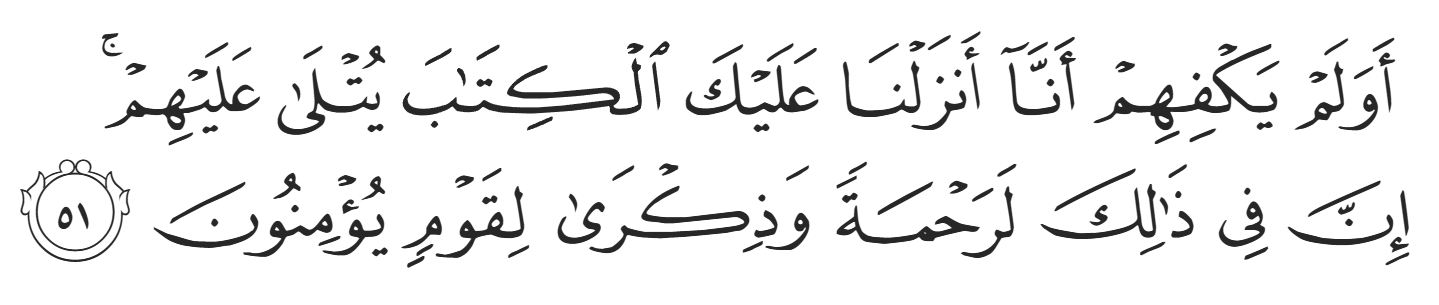 أَوَلَمْ يَكْفِهِمْ أَنَّآ أَنزَلْنَا عَلَيْكَ ٱلْكِتَـٰبَ يُتْلَىٰ عَلَيْهِمْ ۚ
إِنَّ فِى ذَٰلِكَ لَرَحْمَةً وَذِكْرَىٰ لِقَوْمٍ يُؤْمِنُونَ ٥١